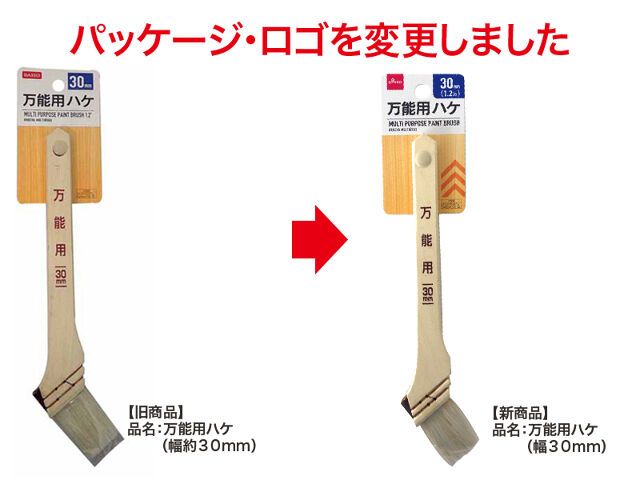 パッケージ・ロゴを変更しました
DAISO
30mm
万能用ハケ
MULTI PURPOSE PAINT BRUSH 1.2"
万能用
30mm
【旧商品】
品名:万能用ハケ
(幅約30mm)
30mm
(1.2in)
万能用ハケ
MULTI PURPOSE PAINT BRUSH
万能用
30mm
【新商品】
品名:万能用ハケ
(幅30mm)